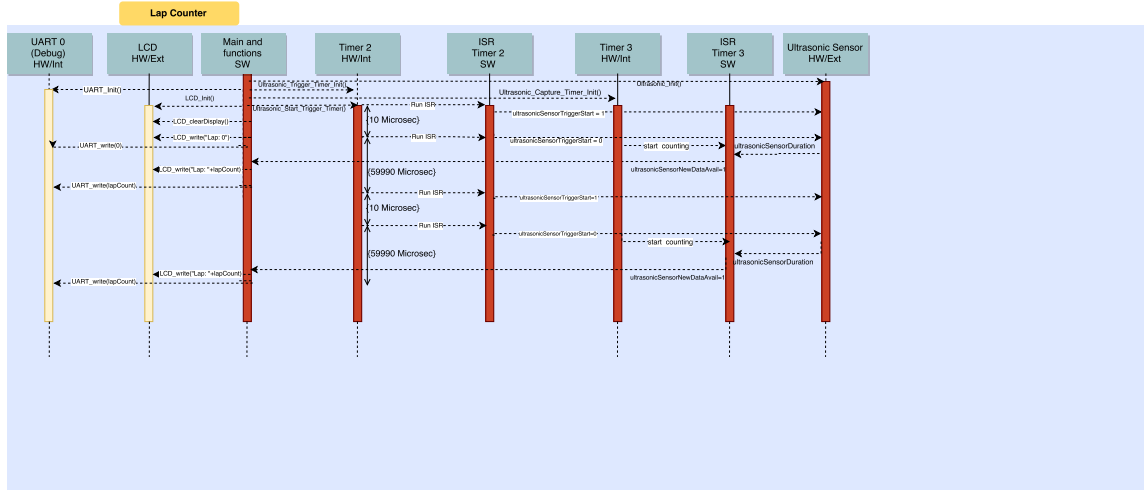 Lap Counter
UART 0
(Debug)
HW/Int
LCD
HW/Ext
Main and
functions
SW
Timer 2
HW/Int
ISR
Timer 2
SW
Timer 3
HW/Int
ISR
Timer 3
SW
Ultrasonic Sensor
HW/Ext
Ultrasonic_Init()
Ultrasonic_Trigger_Timer_Init()
UART_Init()
Ultrasonic_Capture_Timer_Init()
LCD_Init()
Ultrasonic_Start_Trigger_Timer()
Run ISR
ultrasonicSensorTriggerStart = 1
LCD_clearDisplay()
{10 Microsec}
LCD_write("Lap: 0")
Run ISR
ultrasonicSensorTriggerStart = 0
UART_write(0)
start counting
ultrasonicSensorDuration
ultrasonicSensorNewDataAvail=1
LCD_write("Lap: "+lapCount)
{59990 Microsec}
UART_write(lapCount)
Run ISR
ultrasonicSensorTriggerStart=1
{10 Microsec}
Run ISR
ultrasonicSensorTriggerStart=0
start counting
{59990 Microsec}
ultrasonicSensorDuration
LCD_write("Lap: "+lapCount)
ultrasonicSensorNewDataAvail=1
UART_write(lapCount)